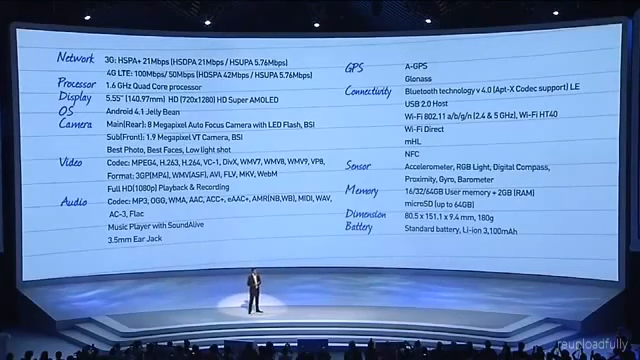 Network 3G: HSPA+ 21Mbps (HSDPA 21Mbps / HSUPA 5.76Mbps)
4G LTE: 100Mbps/ 50Mbps (HDSPA 42Mbps / HSUPA 5.76Mbps)
Processor 1.6 GHz Quad Core processor
Display 5.55" (140.97mm) HD (720x1280) HD Super AMOLED
OS Android 4.1 Jelly Bean
Camera Main(Rear): 8 Megapixel Auto Focus Camera with LED Flash, BSI
Sub(Front): 1.9 Megapixel VT Camera, BSI
Best Photo, Best Faces, Low light shot
Video Codec: MPEG4, H.263, H.264, VC-1, DivX, WMV7, WMV8, WMV9, VP8,
Format: 3GP(MP4), WMV(ASF), AVI, FLV, MKV, WebM
Full HD(1080p) Playback & Recording
Audio Codec: MP3, OGG, WMA, AAC, ACC+, eAAC+, AMR(NB,WB), MIDI, WAV,
AC-3, Flac
Music Player with SoundAlive
3.5mm Ear Jack
GPS A-GPS
Glonass
Connectivity Bluetooth technology v 4.0 (Apt-X Codec support) LE
USB 2.0 Host
Wi-Fi 802.11 a/b/g/n (2.4 & 5 GHz), Wi-Fi HT40
Wi-Fi Direct
mHL
NFC
Sensor Accelerometer, RGB Light, Digital Compass,
Proximity, Gyro, Barometer
Memory 16/32/64GB User memory + 2GB (RAM)
microSD (up to 64GB)
Dimension 80.5 x 151.1 x 9.4 mm, 180g
Battery Standard battery, Li-ion 3,100mAh
reuploadfully